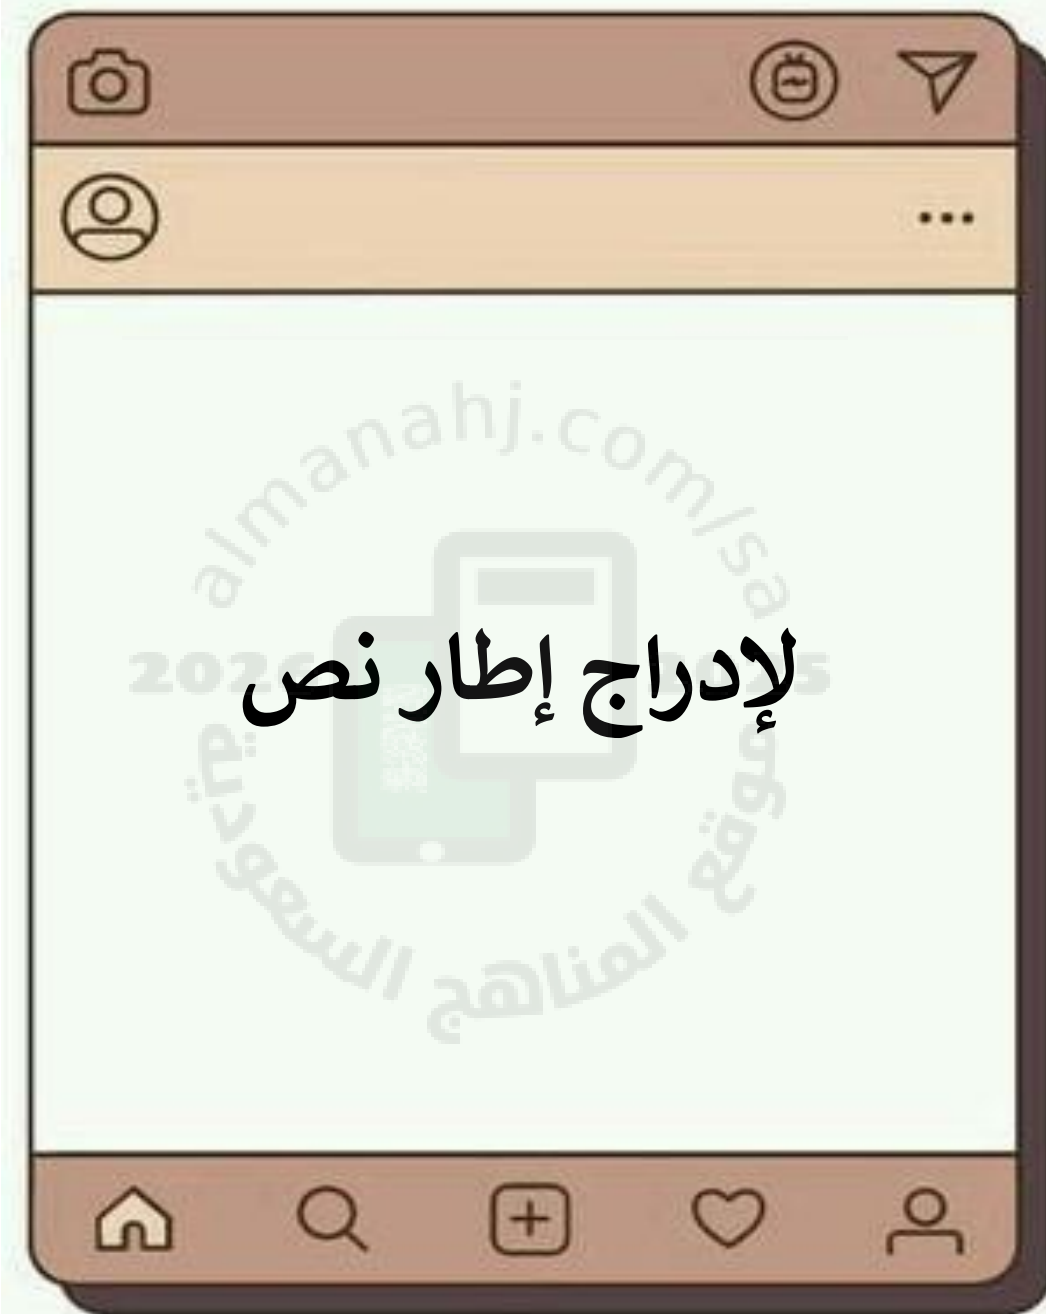 almanahj.com/sa
لإدراج إطار نص
موقع المناهج السعودية